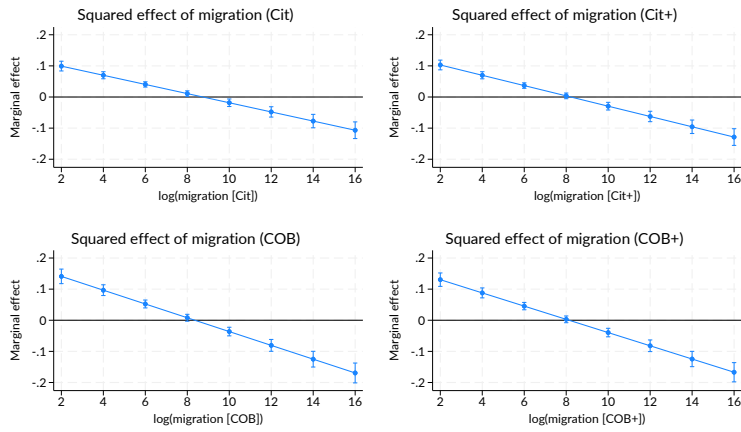 Squared effect of migration (Cit)
Marginal effect
.2
.1
0
-.1
-.2
2 4 6 8 10 12 14 16
log(migration [Cit])
Squared effect of migration (Cit+)
Marginal effect
.2
.1
0
-.1
-.2
2 4 6 8 10 12 14 16
log(migration [Cit+])
Squared effect of migration (COB)
Marginal effect
.2
.1
0
-.1
-.2
2 4 6 8 10 12 14 16
log(migration [COB])
Squared effect of migration (COB+)
Marginal effect
.2
.1
0
-.1
-.2
2 4 6 8 10 12 14 16
log(migration [COB+])